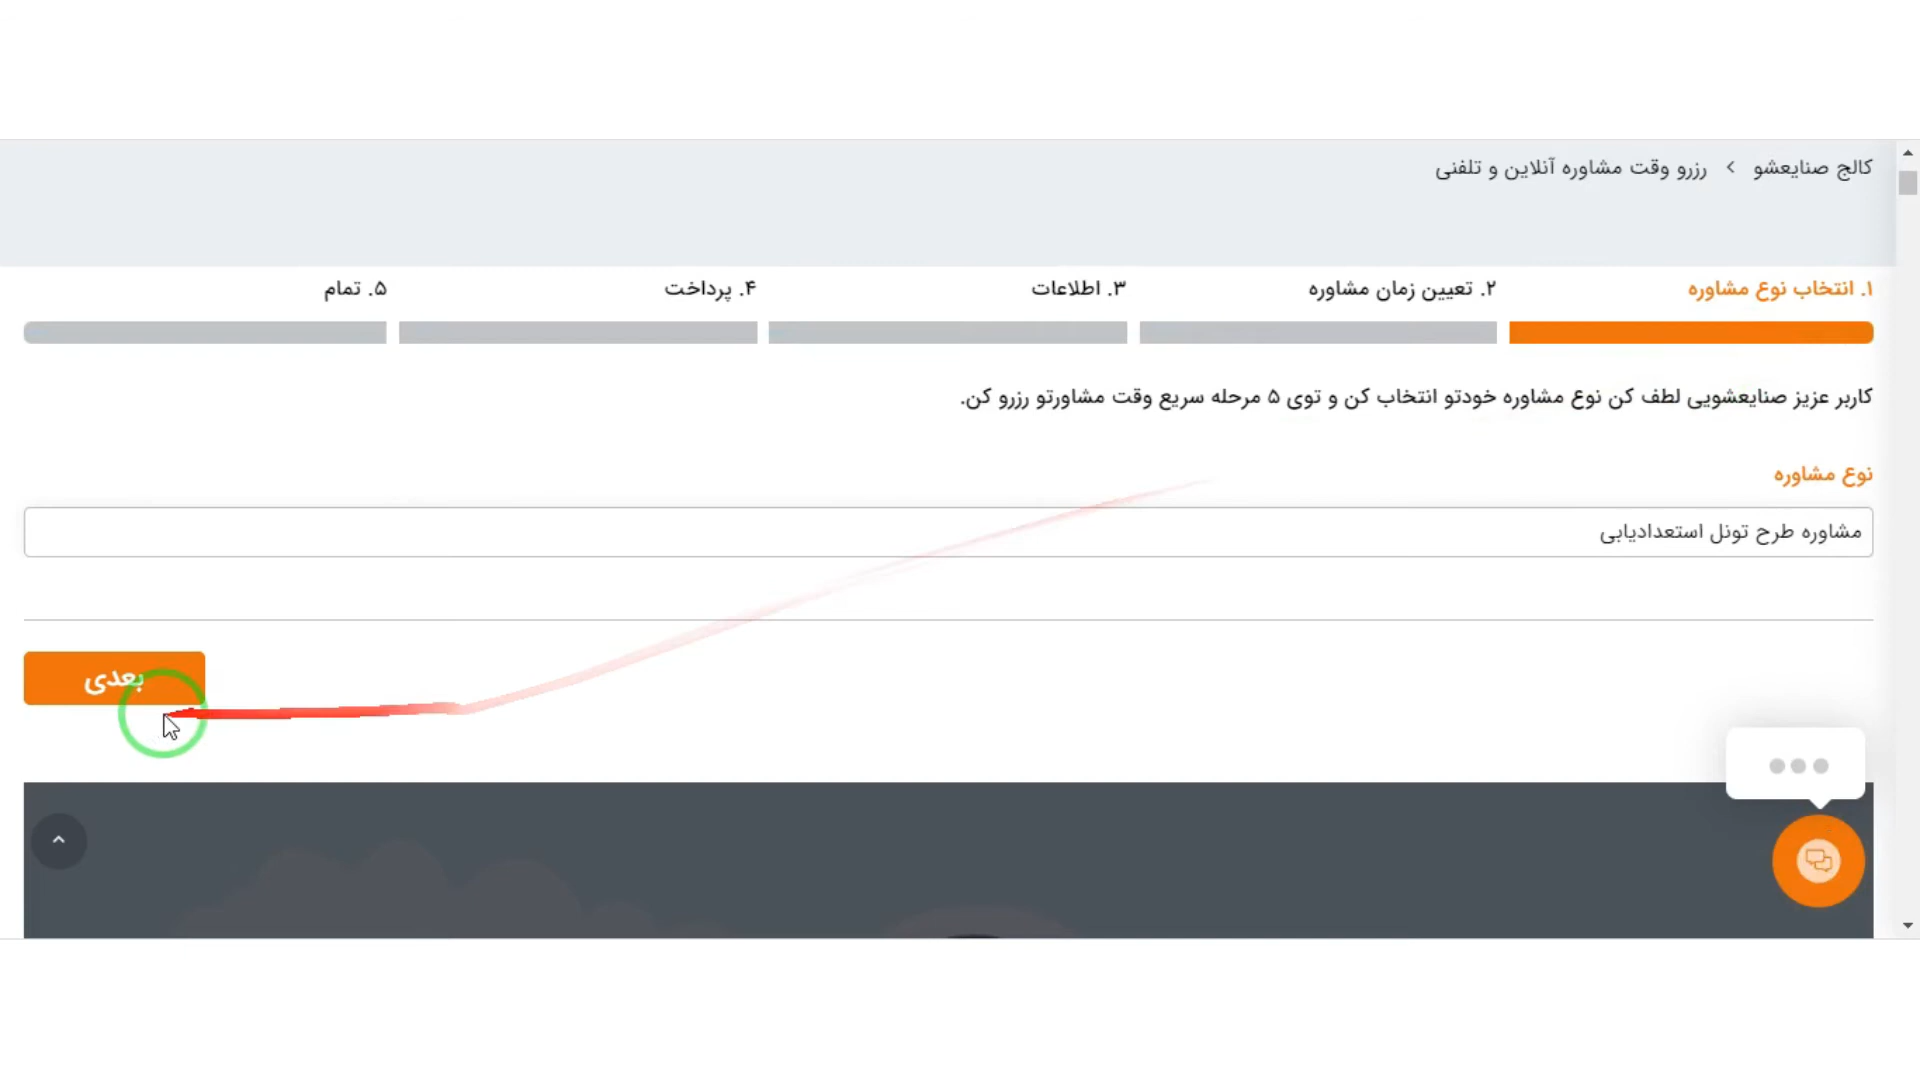 کالج صنایعشو > رزرو وقت مشاوره آنلاین و تلفنی
۱. انتخاب نوع مشاوره
۲. تعیین زمان مشاوره
۳. اطلاعات
۴. پرداخت
۵. تمام
کاربر عزیز صنایعشویی لطف کن نوع مشاوره خودتو انتخاب کن و توی ۵ مرحله سریع وقت مشاورتو رزرو کن.
نوع مشاوره
مشاوره طرح تونل استعدادیابی
بعدی